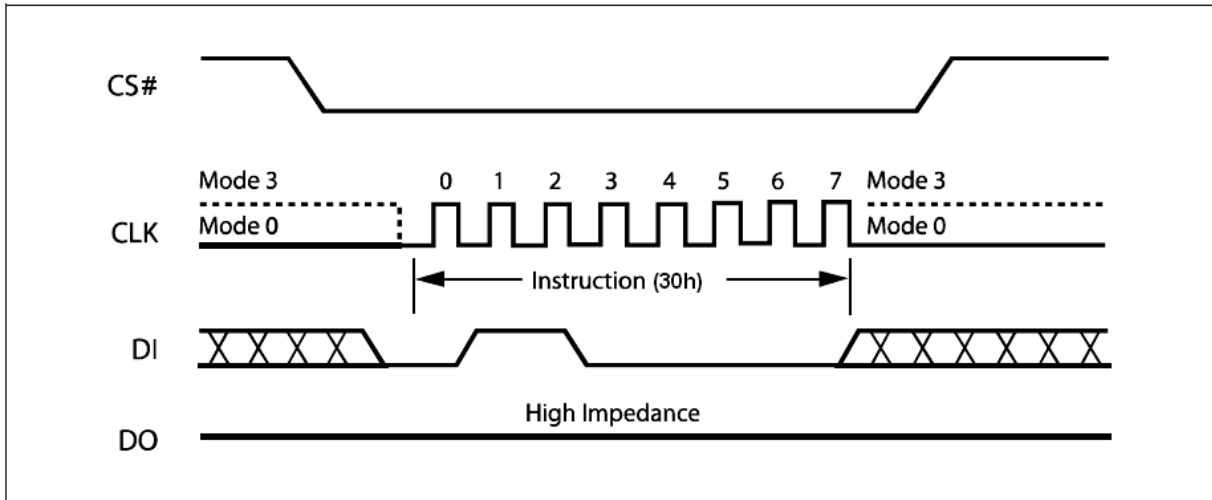 CS#
Mode 3 0 1 2 3 4 5 6 7 Mode 3
CLK Mode 0 Mode 0
Instruction (30h)
DI
High Impedance
DO